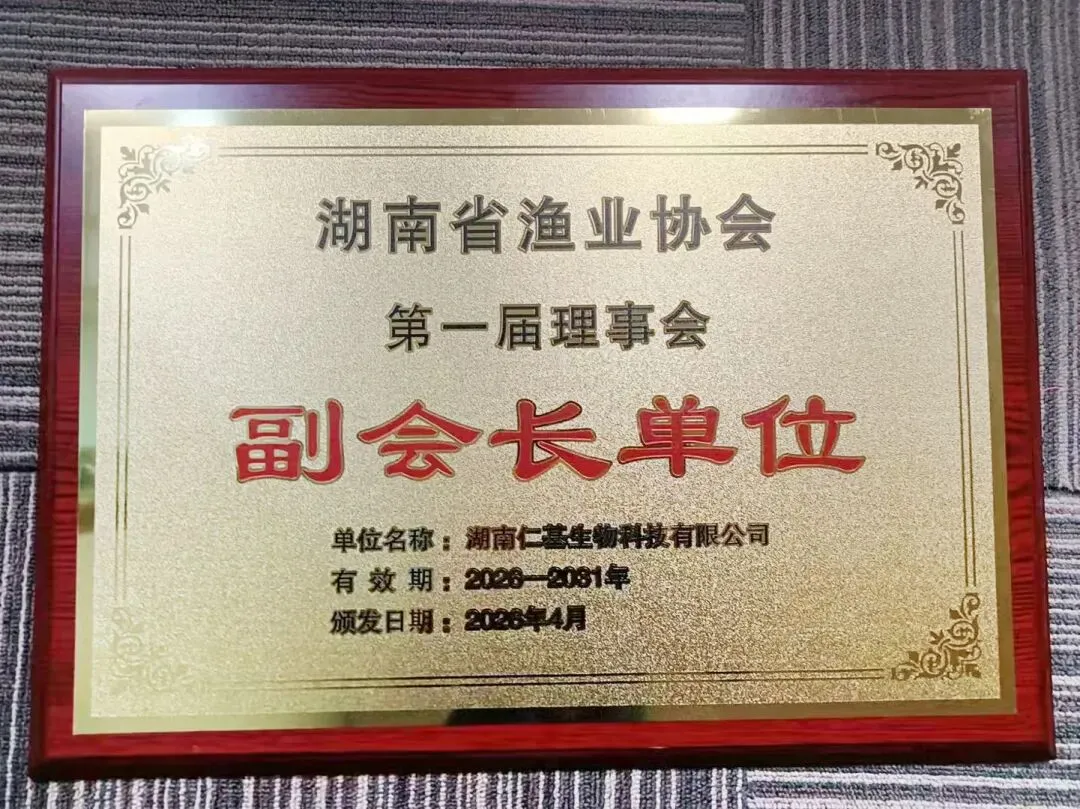 湖南省渔业协会
第一届理事会
副会长单位
单位名称：湖南仁基生物科技有限公司
有效期：2026—2031年
颁发日期：2026年4月